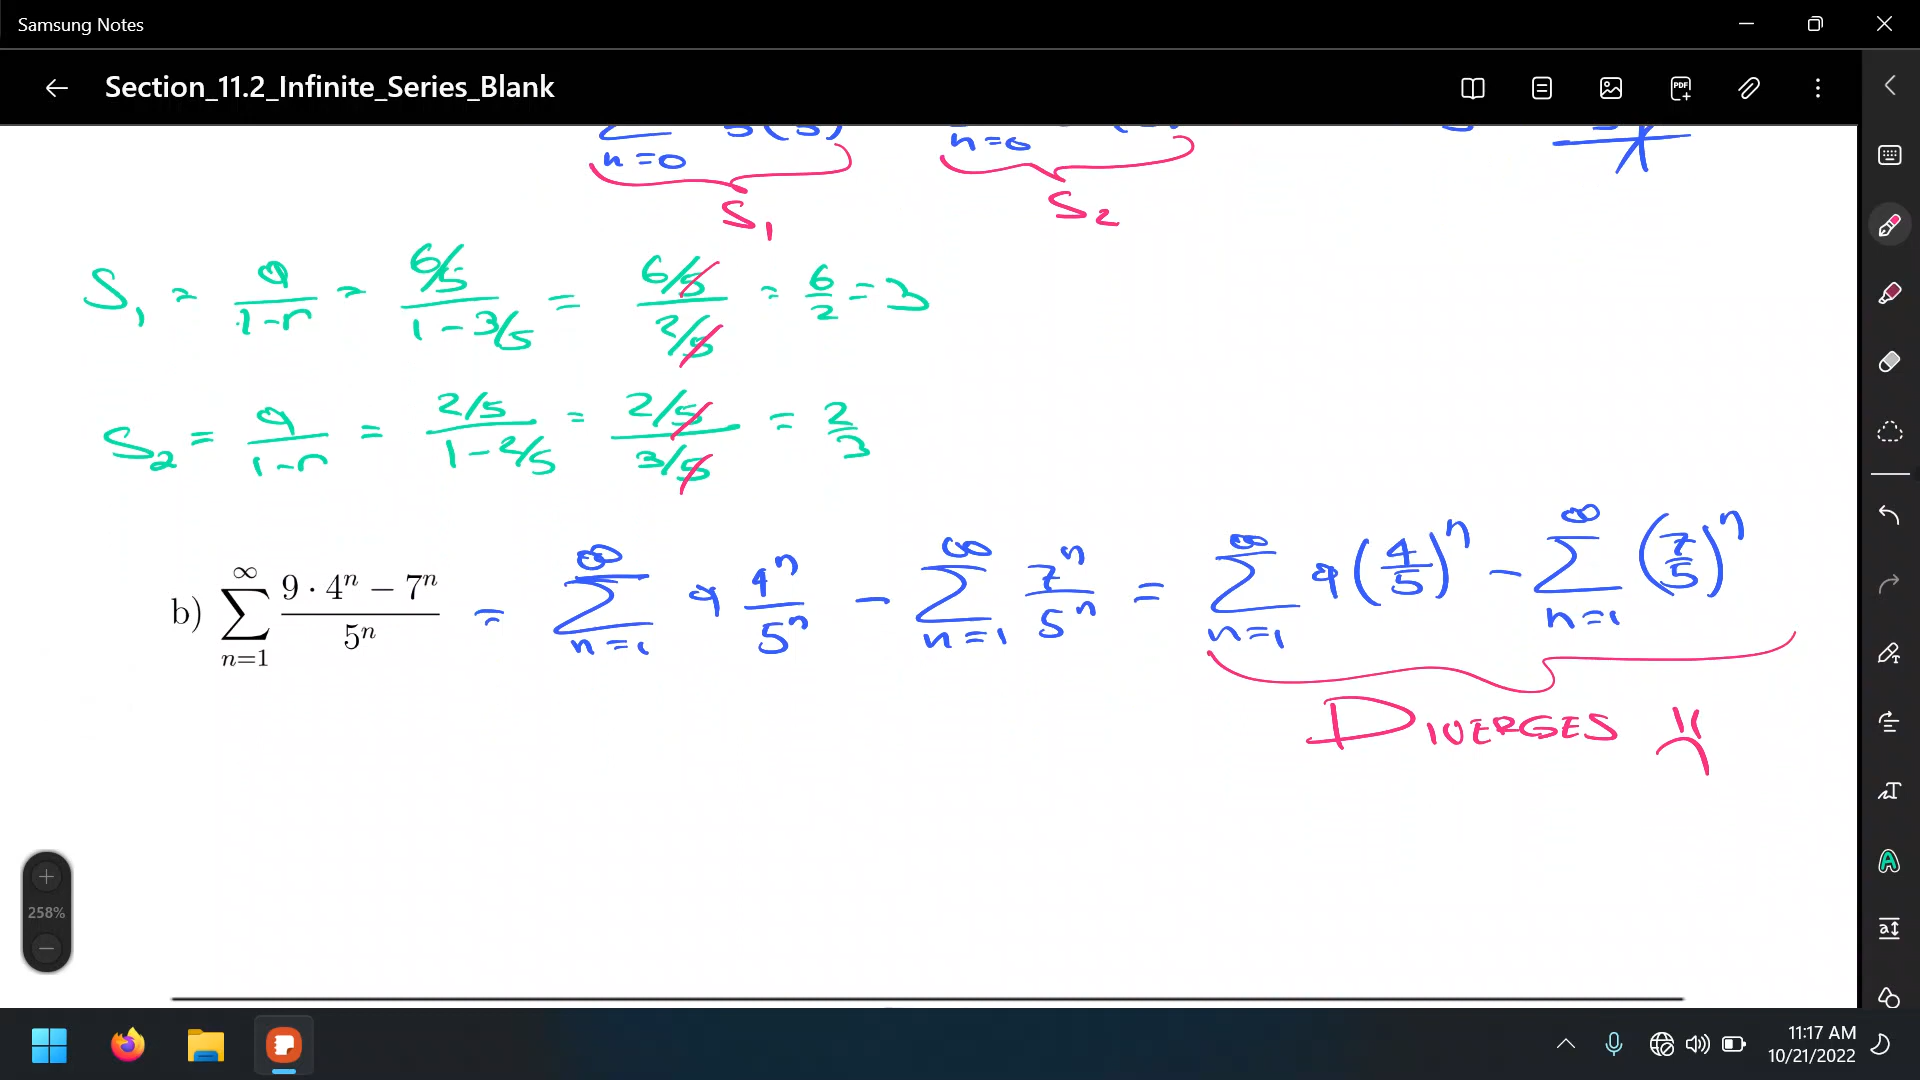 Samsung Notes
Section_11.2_Infinite_Series_Blank
n=0 n=0
S₁ S₂
S₁ = a/(1-r) = (6/5)/(1-3/5) = (6/5)/(2/5) = 6/2 = 3
S₂ = a/(1-r) = (2/5)/(1-2/5) = (2/5)/(3/5) = 2/3
b) ∑_{n=1}^{∞} (9 · 4ⁿ − 7ⁿ)/5ⁿ = ∑_{n=1}^{∞} 9 4ⁿ/5ⁿ − ∑_{n=1}^{∞} 7ⁿ/5ⁿ = ∑_{n=1}^{∞} 9(4/5)ⁿ − ∑_{n=1}^{∞} (7/5)ⁿ
DIVERGES
258%
11:17 AM
10/21/2022